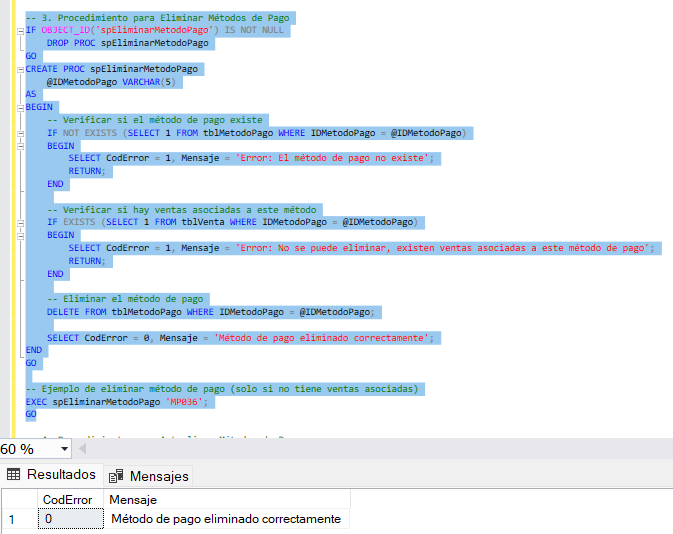 -- 3. Procedimiento para Eliminar Métodos de Pago
IF OBJECT_ID('spEliminarMetodoPago') IS NOT NULL
DROP PROC spEliminarMetodoPago
GO
CREATE PROC spEliminarMetodoPago
@IDMetodoPago VARCHAR(5)
AS
BEGIN
-- Verificar si el método de pago existe
IF NOT EXISTS (SELECT 1 FROM tblMetodoPago WHERE IDMetodoPago = @IDMetodoPago)
BEGIN
SELECT CodError = 1, Mensaje = 'Error: El método de pago no existe';
RETURN;
END
-- Verificar si hay ventas asociadas a este método
IF EXISTS (SELECT 1 FROM tblVenta WHERE IDMetodoPago = @IDMetodoPago)
BEGIN
SELECT CodError = 1, Mensaje = 'Error: No se puede eliminar, existen ventas asociadas a este método de pago';
RETURN;
END
-- Eliminar el método de pago
DELETE FROM tblMetodoPago WHERE IDMetodoPago = @IDMetodoPago;
SELECT CodError = 0, Mensaje = 'Método de pago eliminado correctamente';
END
GO
-- Ejemplo de eliminar método de pago (solo si no tiene ventas asociadas)
EXEC spEliminarMetodoPago 'MP036';
GO
60 %
Resultados Mensajes
CodError Mensaje
1 0 Método de pago eliminado correctamente